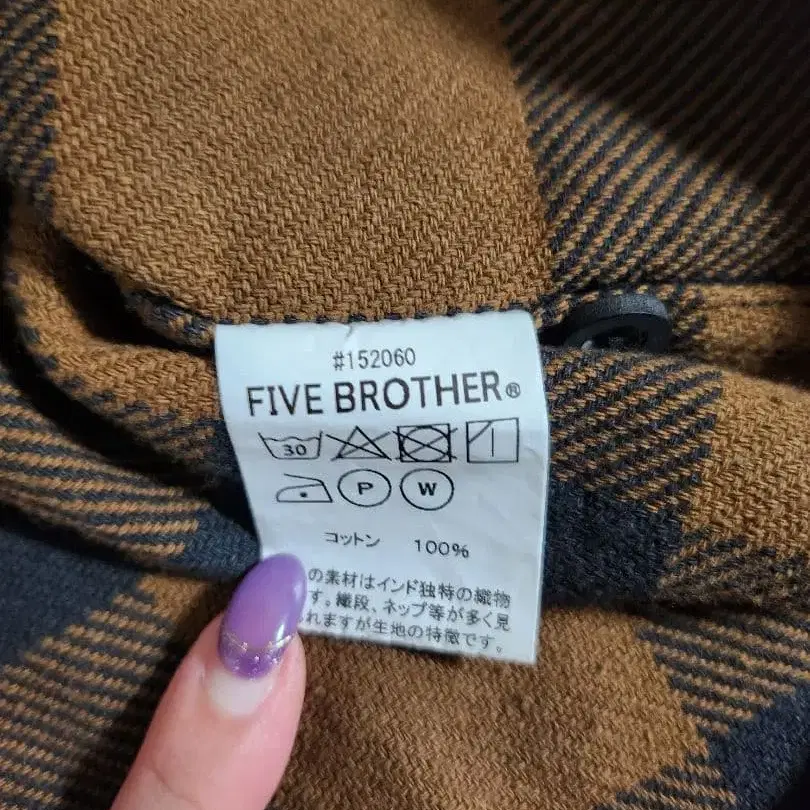 #152060
FIVE BROTHER®
30
P W
コットン 100%
の素材はインド独特の織物
す。織段、ネップ等が多く見
れますが生地の特徴です。